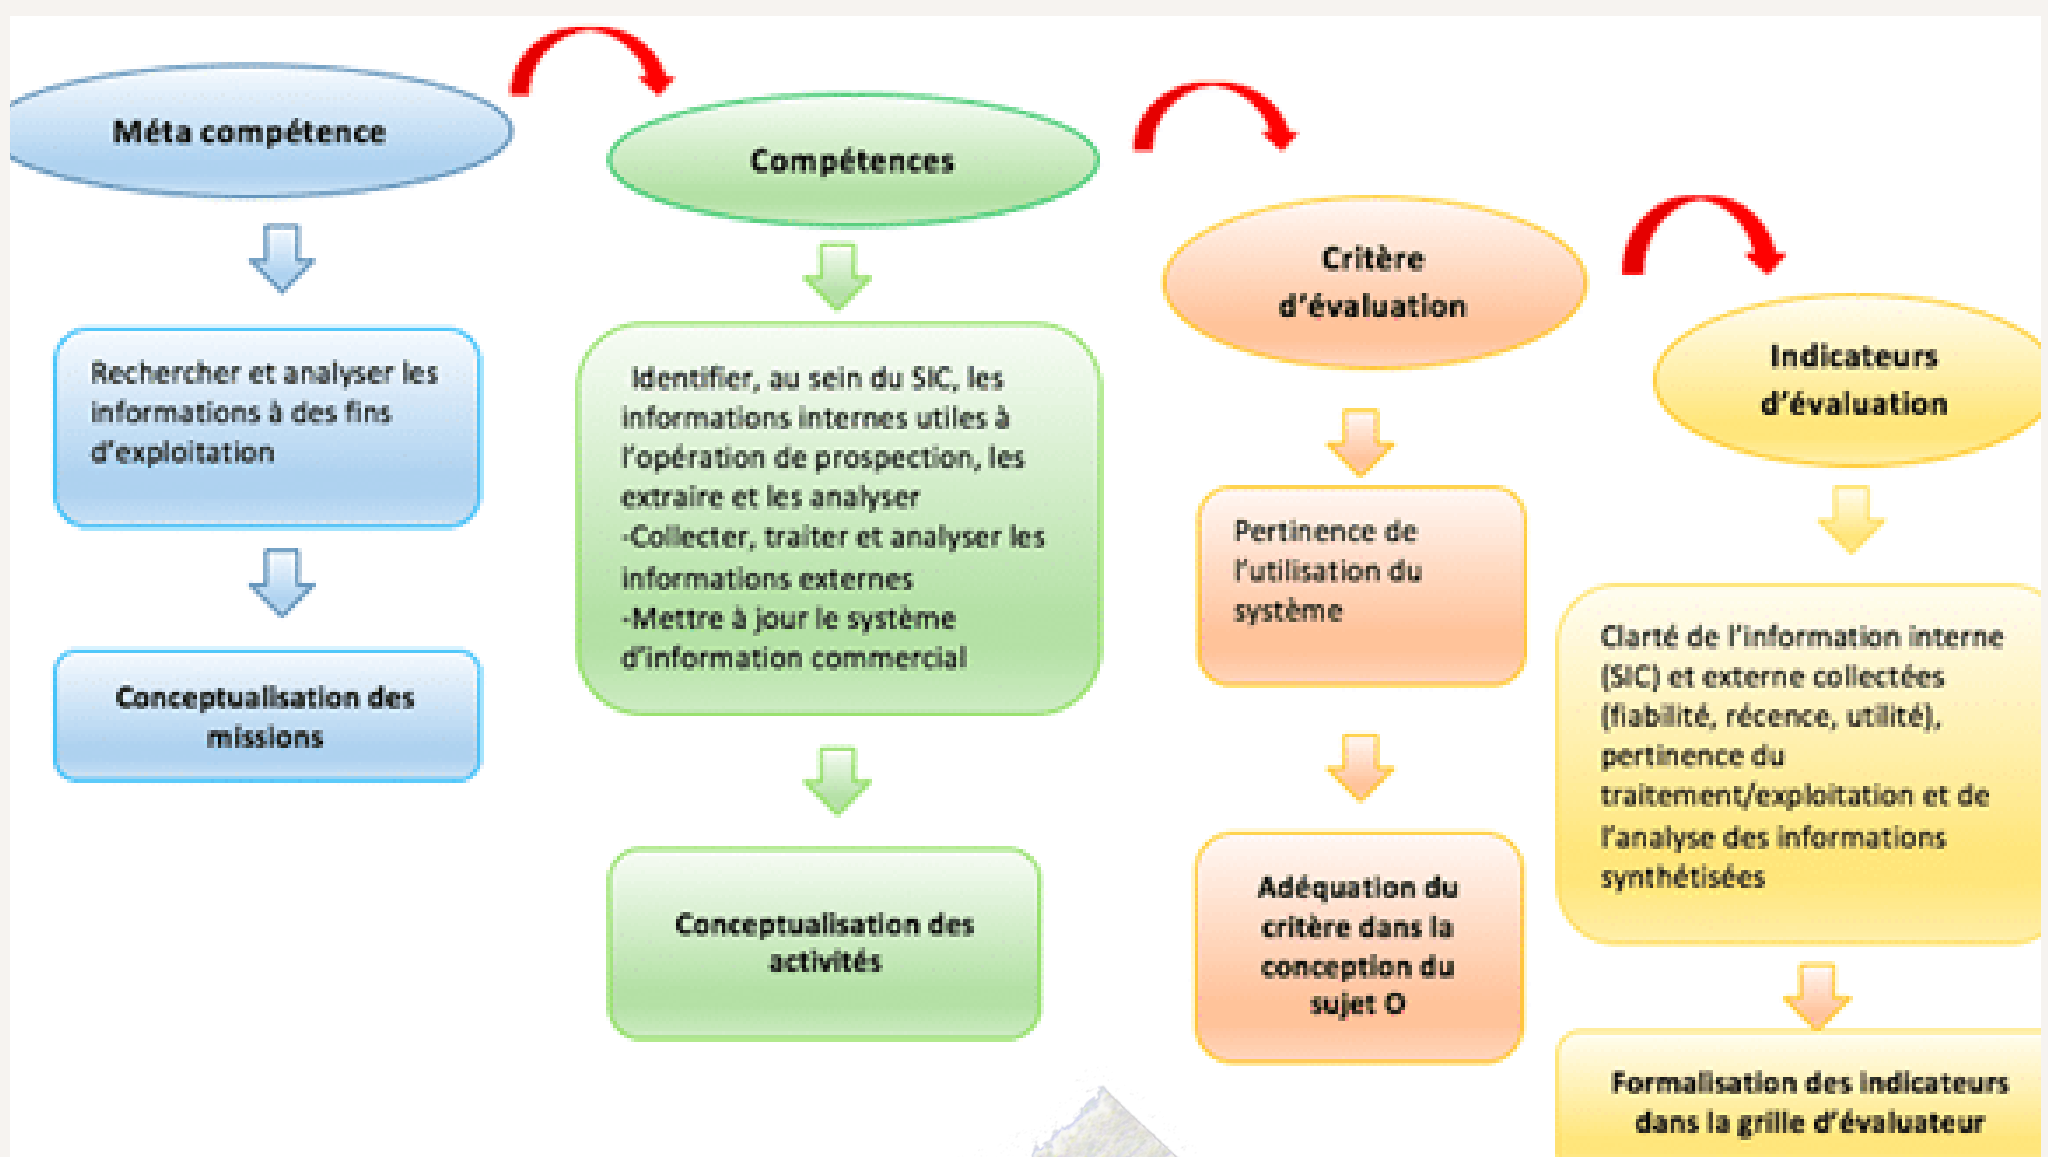 Méta compétence
Rechercher et analyser les
informations à des fins
d'exploitation
Conceptualisation des
missions
Compétences
Identifier, au sein du SIC, les
informations internes utiles à
l'opération de prospection, les
extraire et les analyser
-Collecter, traiter et analyser les
informations externes
-Mettre à jour le système
d'information commercial
Conceptualisation des
activités
Critère
d'évaluation
Pertinence de
l'utilisation du
système
Adéquation du
critère dans la
conception du
sujet O
Indicateurs
d'évaluation
Clarté de l'information interne
(SIC) et externe collectées
(fiabilité, récence, utilité),
pertinence du
traitement/exploitation et de
l'analyse des informations
synthétisées
Formalisation des indicateurs
dans la grille d'évaluateur